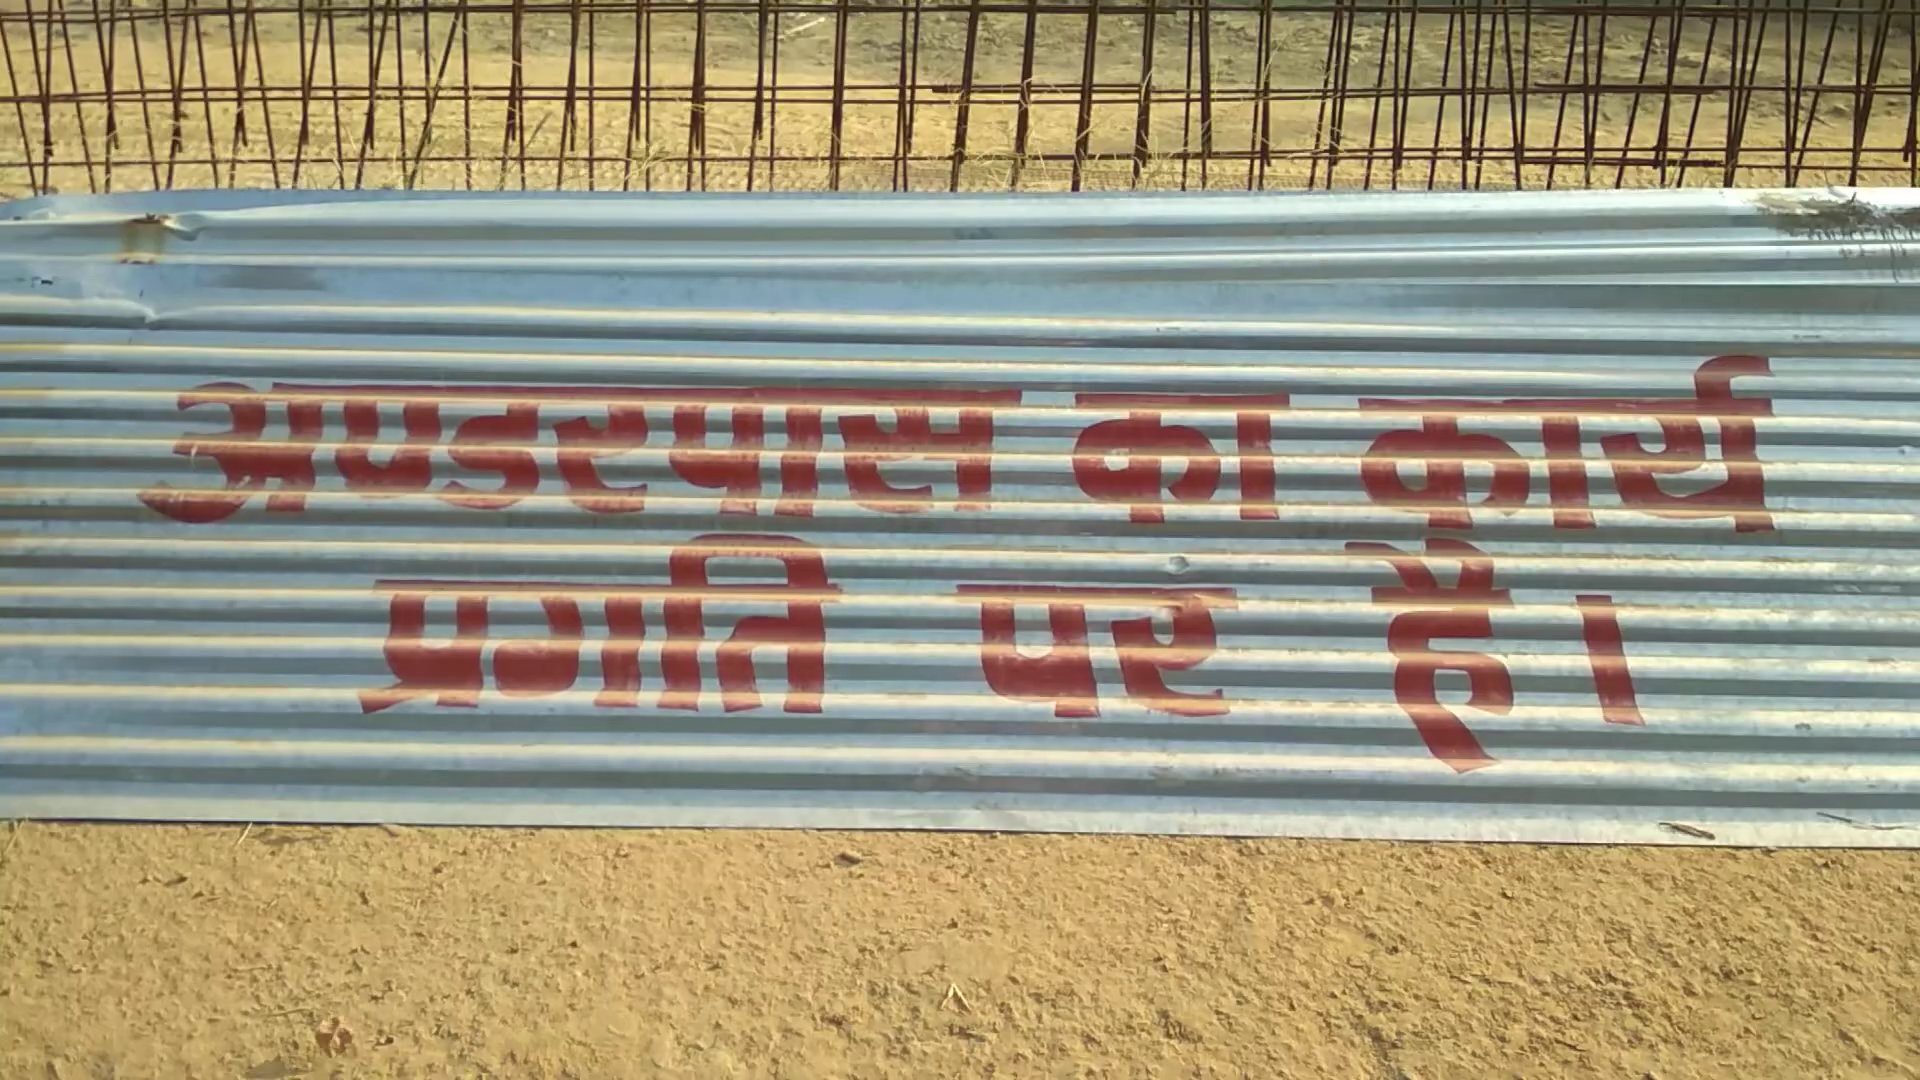 अण्डरपास का कार्य
प्रगति पर है।